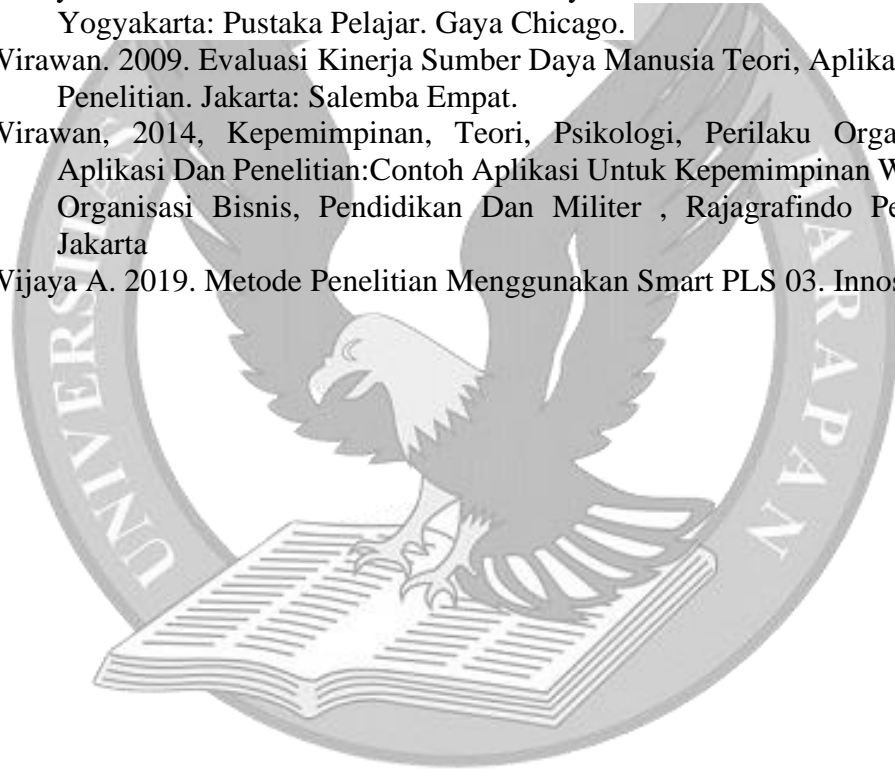 Yogyakarta: Pustaka Pelajar. Gaya Chicago.
Wirawan. 2009. Evaluasi Kinerja Sumber Daya Manusia Teori, Aplika
Penelitian. Jakarta: Salemba Empat.
Wirawan, 2014, Kepemimpinan, Teori, Psikologi, Perilaku Orga
Aplikasi Dan Penelitian:Contoh Aplikasi Untuk Kepemimpinan W
Organisasi Bisnis, Pendidikan Dan Militer , Rajagrafindo Pe
Jakarta
Wijaya A. 2019. Metode Penelitian Menggunakan Smart PLS 03. Innos
UNIVERSITAS
HARAPAN